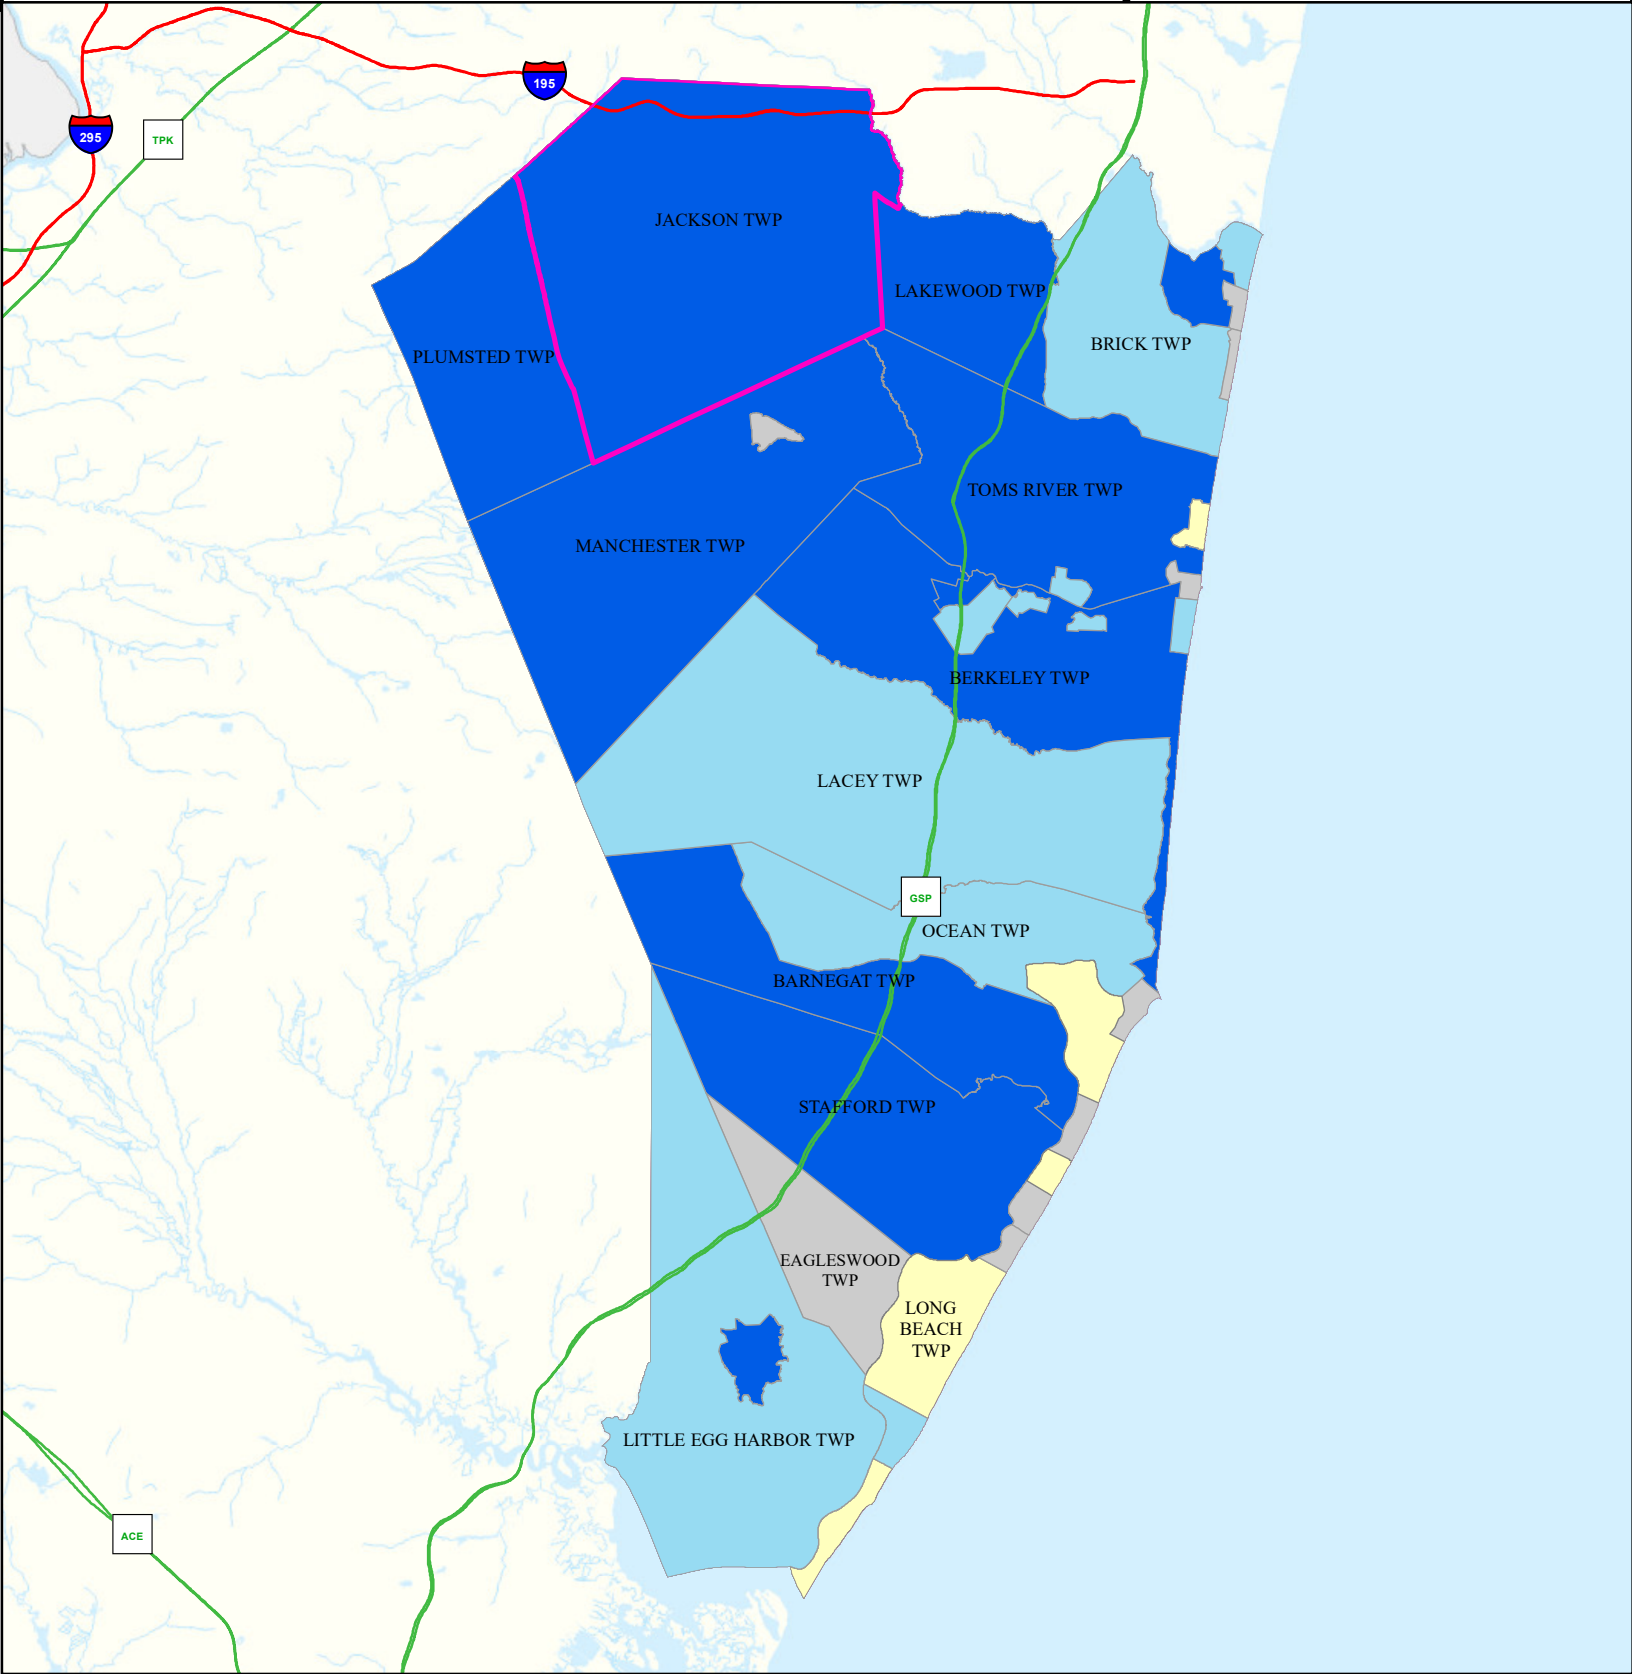 195
295
TPK
JACKSON TWP
LAKEWOOD TWP
BRICK TWP
PLUMSTED TWP
TOMS RIVER TWP
MANCHESTER TWP
BERKELEY TWP
LACEY TWP
GSP
OCEAN TWP
BARNEGAT TWP
STAFFORD TWP
EAGLESWOOD
TWP
LONG
BEACH
TWP
LITTLE EGG HARBOR TWP
ACE